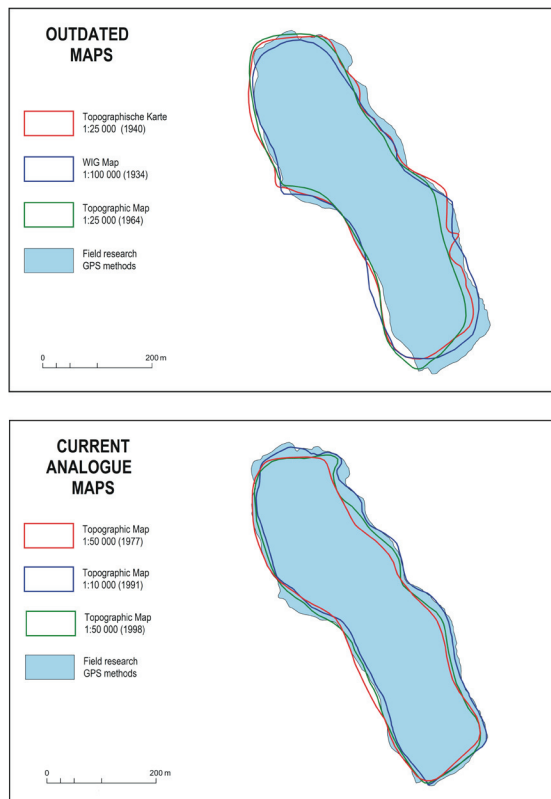 OUTDATED
MAPS
Topographische Karte
1:25 000 (1940)
WIG Map
1:100 000 (1934)
Topographic Map
1:25 000 (1964)
Field research
GPS methods
0 200 m
CURRENT
ANALOGUE
MAPS
Topographic Map
1:50 000 (1977)
Topographic Map
1:10 000 (1991)
Topographic Map
1:50 000 (1998)
Field research
GPS methods
0 200 m